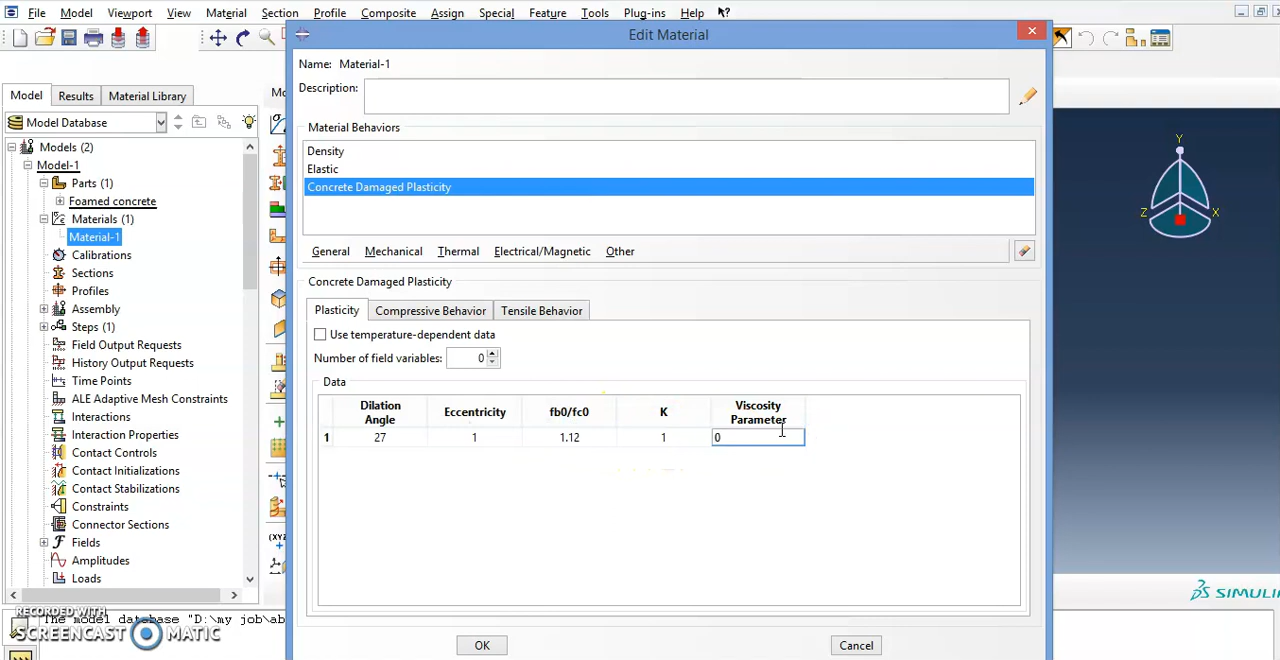 File Model Viewport View Material Section Profile Composite Assign Special Feature Tools Plug-ins Help
Edit Material
Name: Material-1
Description:
Model Results Material Library
Model Database
Material Behaviors
Density
Elastic
Concrete Damaged Plasticity
General Mechanical Thermal Electrical/Magnetic Other
Concrete Damaged Plasticity
Plasticity Compressive Behavior Tensile Behavior
Use temperature-dependent data
Number of field variables: 0
Data
Dilation Angle Eccentricity fb0/fc0 K Viscosity Parameter
1 27 1 1.12 1 0
OK Cancel
Models (2)
Model-1
Parts (1)
Foamed concrete
Materials (1)
Material-1
Calibrations
Sections
Profiles
Assembly
Steps (1)
Field Output Requests
History Output Requests
Time Points
ALE Adaptive Mesh Constraints
Interactions
Interaction Properties
Contact Controls
Contact Initializations
Contact Stabilizations
Constraints
Connector Sections
Fields
Amplitudes
Loads
Y
Z X
RECORDED WITH
SCREENCAST MATIC
The model database "D:\my job\ab